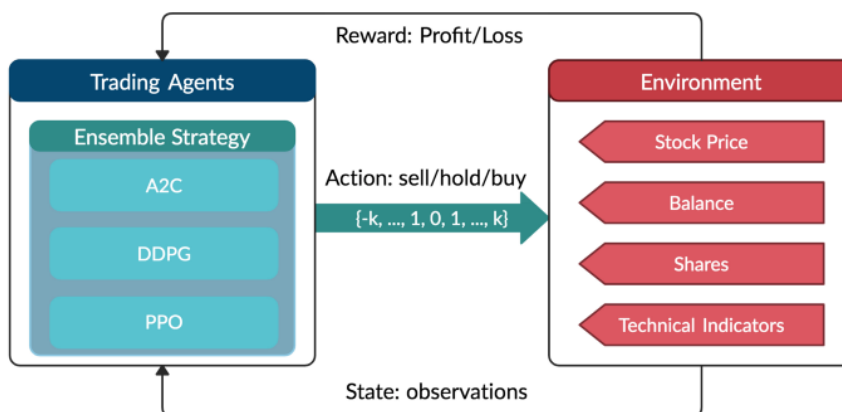 Reward: Profit/Loss
Trading Agents
Ensemble Strategy
A2C
DDPG
PPO
Action: sell/hold/buy
{-k, ..., 1, 0, 1, ..., k}
Environment
Stock Price
Balance
Shares
Technical Indicators
State: observations